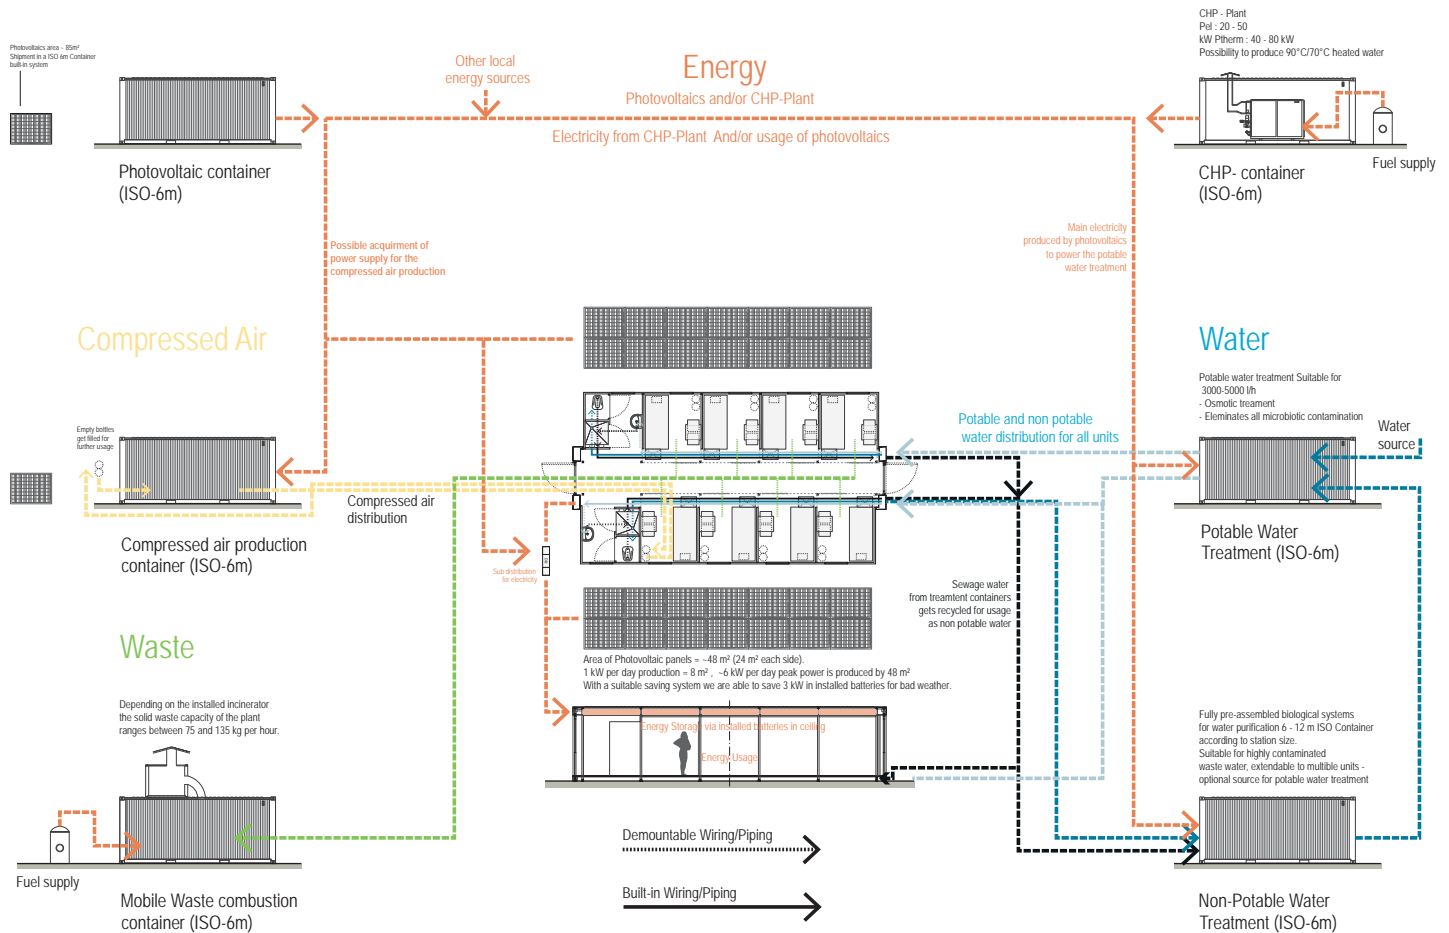 Photovoltaics area ~ 85m²
Shipment in a ISO 6m Container
built-in system
Photovoltaic container
(ISO-6m)
Other local
energy sources
Energy
Photovoltaics and/or CHP-Plant
Electricity from CHP-Plant And/or usage of photovoltaics
CHP - Plant
Pel : 20 - 50
kW Ptherm : 40 - 80 kW
Possibility to produce 90°C/70°C heated water
Fuel supply
CHP- container
(ISO-6m)
Possible acquirment of
power supply for the
compressed air production
Main electricity
produced by photovoltaics
to power the potable
water treatment
Compressed Air
Empty bottles
get filled for
further usage
Compressed air
distribution
Compressed air production
container (ISO-6m)
Sub distribution
for electricity
Water
Potable water treatment Suitable for
3000-5000 l/h
- Osmotic treament
- Eleminates all microbiotic contamination
Water
source
Potable and non potable
water distribution for all units
Potable Water
Treatment (ISO-6m)
Sewage water
from treamtent containers
gets recycled for usage
as non potable water
Waste
Depending on the installed incinerator
the solid waste capacity of the plant
ranges between 75 and 135 kg per hour.
Fuel supply
Mobile Waste combustion
container (ISO-6m)
Area of Photovoltaic panels = ~48 m² (24 m² each side).
1 kW per day production = 8 m² , ~6 kW per day peak power is produced by 48 m²
With a suitable saving system we are able to save 3 kW in installed batteries for bad weather.
Energy Storage via installed batteries in ceiling
Energy Usage
Demountable Wiring/Piping
Built-in Wiring/Piping
Fully pre-assembled biological systems
for water purification 6 - 12 m ISO Container
according to station size.
Suitable for highly contaminated
waste water, extendable to multible units -
optional source for potable water treatment
Non-Potable Water
Treatment (ISO-6m)